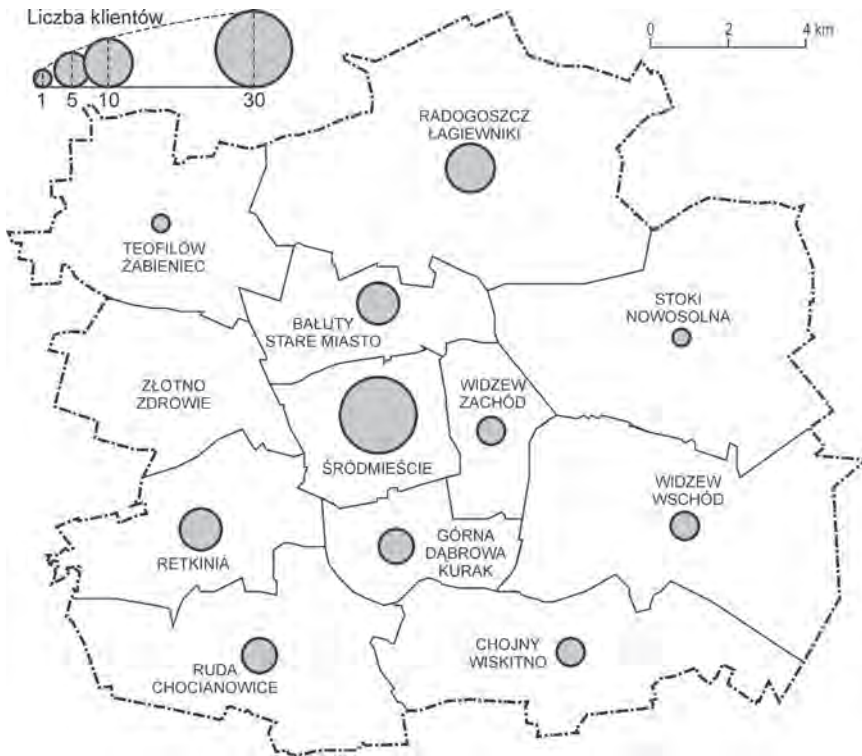 Liczba klientów
1 5 10 30
0 2 4 km
RADOGOSZCZ
ŁAGIEWNIKI
TEOFILÓW
ŻABIENIEC
BAŁUTY
STARE MIASTO
STOKI
NOWOSOLNA
ZŁOTNO
ZDROWIE
WIDZEW
ZACHÓD
ŚRÓDMIEŚCIE
WIDZEW
WSCHÓD
RETKINIA
GÓRNA
DĄBROWA
KURAK
RUDA
CHOCIANOWICE
CHOJNY
WISKITNO